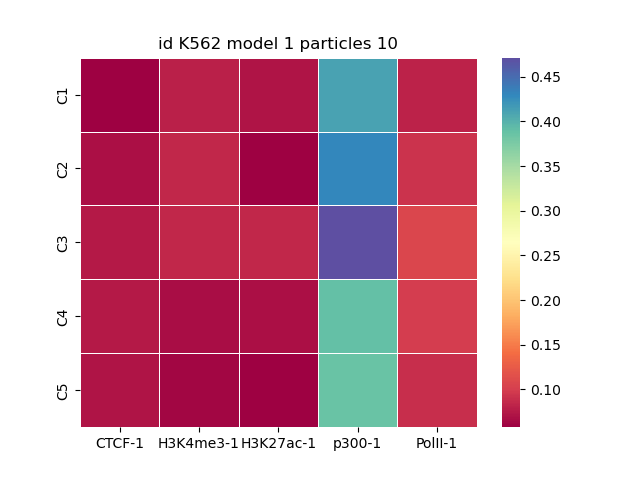 id K562 model 1 particles 10
C1
C2
C3
C4
C5
CTCF-1 H3K4me3-1 H3K27ac-1 p300-1 PolII-1
0.45
0.40
0.35
0.30
0.25
0.20
0.15
0.10